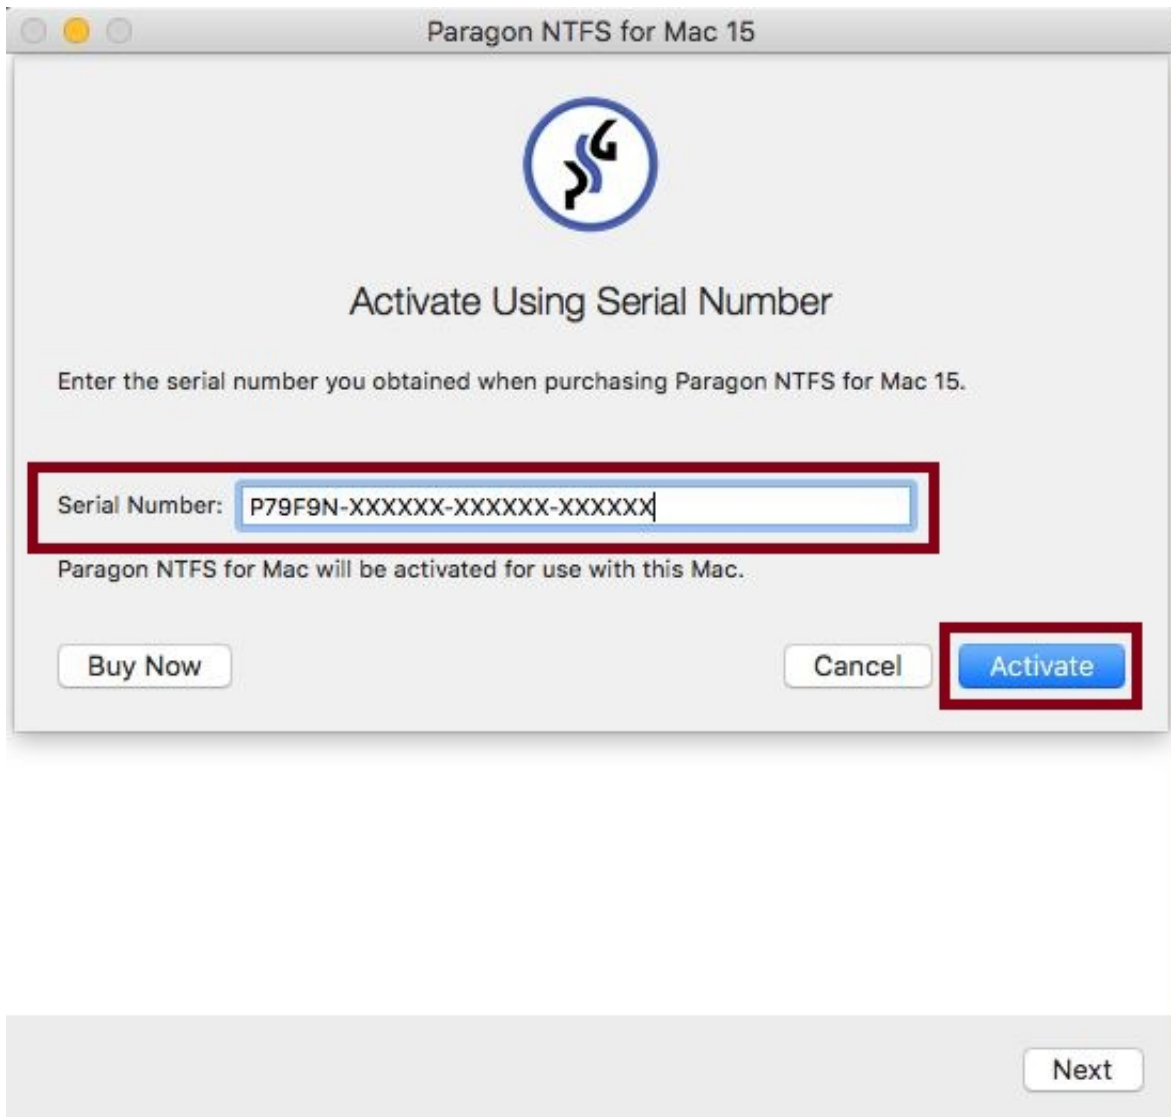 Paragon NTFS for Mac 15
Activate Using Serial Number
Enter the serial number you obtained when purchasing Paragon NTFS for Mac 15.
Serial Number: P79F9N-XXXXXX-XXXXXX-XXXXXX
Paragon NTFS for Mac will be activated for use with this Mac.
Buy Now Cancel Activate
Next